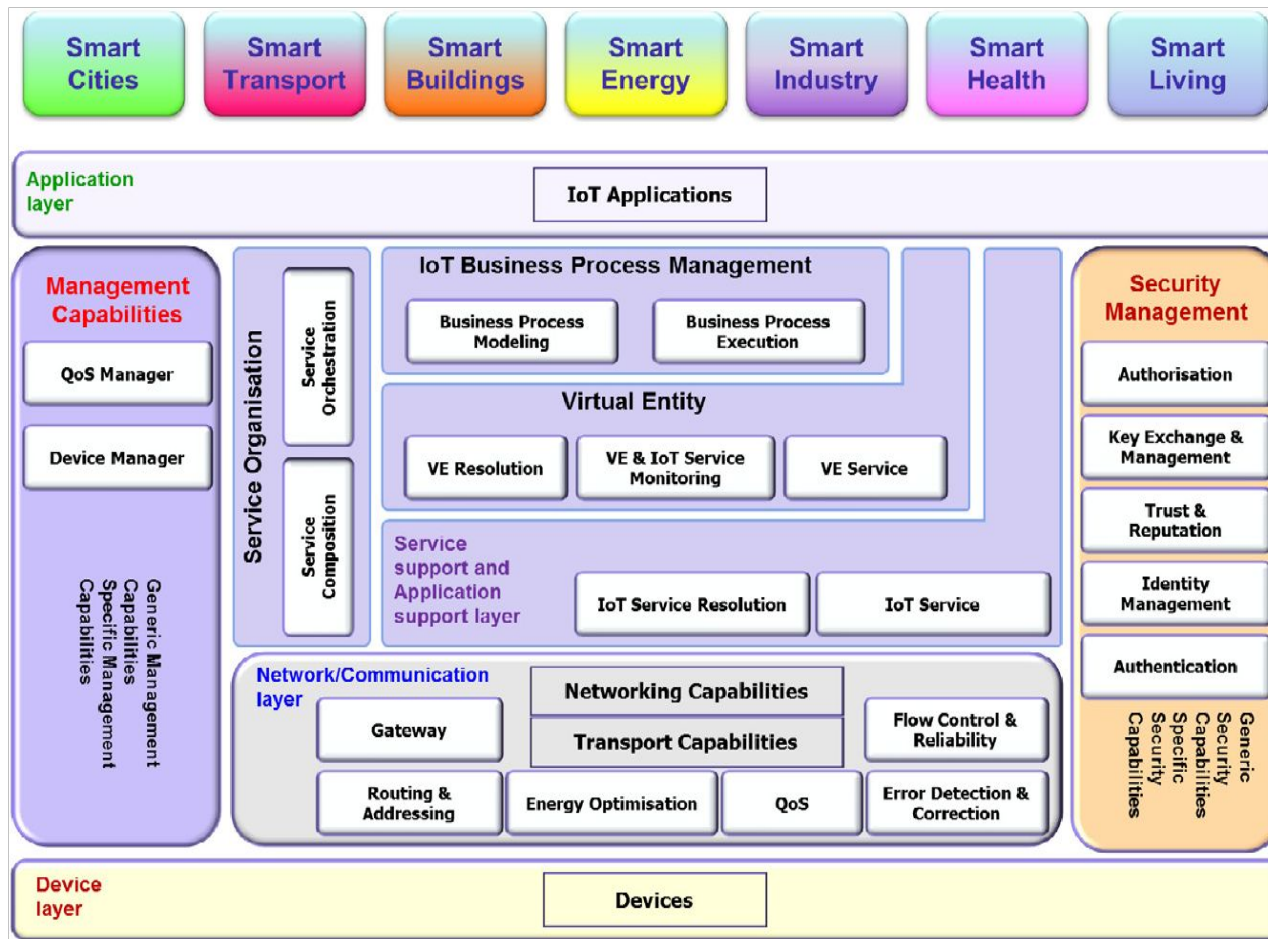 Smart
Cities
Smart
Transport
Smart
Buildings
Smart
Energy
Smart
Industry
Smart
Health
Smart
Living
Application
layer
IoT Applications
Management
Capabilities
QoS Manager
Device Manager
Generic Management
Capabilities
Specific Management
Capabilities
Service Organisation
Service
Orchestration
Service
Composition
IoT Business Process Management
Business Process
Modeling
Business Process
Execution
Virtual Entity
VE Resolution
VE & IoT Service
Monitoring
VE Service
Service
support and
Application
support layer
IoT Service Resolution
IoT Service
Network/Communication
layer
Networking Capabilities
Transport Capabilities
Gateway
Flow Control &
Reliability
Routing &
Addressing
Energy Optimisation
QoS
Error Detection &
Correction
Security
Management
Authorisation
Key Exchange &
Management
Trust &
Reputation
Identity
Management
Authentication
Generic
Security
Capabilities
Specific
Security
Capabilities
Device
layer
Devices